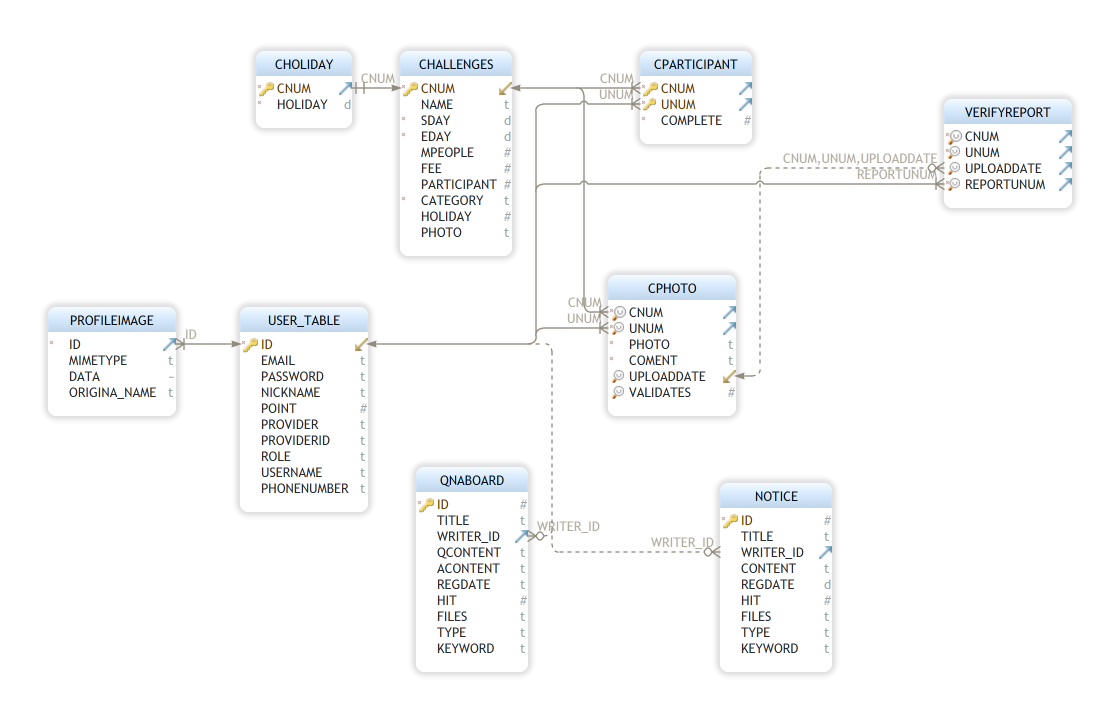 CHOLIDAY
CNUM
HOLIDAY d
CNUM
CHALLENGES
CNUM
NAME t
SDAY d
EDAY d
MPEOPLE #
FEE #
PARTICIPANT #
CATEGORY t
HOLIDAY #
PHOTO t
CNUM
UNUM
CPARTICIPANT
CNUM
UNUM
COMPLETE #
CNUM,UNUM,UPLOADDATE
REPORTUNUM
VERIFYREPORT
CNUM
UNUM
UPLOADDATE
REPORTUNUM
PROFILEIMAGE
ID
MIMETYPE t
DATA ~
ORIGINA_NAME t
ID
USER_TABLE
ID
EMAIL t
PASSWORD t
NICKNAME t
POINT #
PROVIDER t
PROVIDERID t
ROLE t
USERNAME t
PHONENUMBER t
CNUM
UNUM
CPHOTO
CNUM
UNUM
PHOTO t
COMENT t
UPLOADDATE
VALIDATES #
QNABOARD
ID #
TITLE t
WRITER_ID
QCONTENT t
ACONTENT t
REGDATE t
HIT #
FILES t
TYPE t
KEYWORD t
WRITER_ID
WRITER_ID
NOTICE
ID #
TITLE t
WRITER_ID
CONTENT t
REGDATE d
HIT #
FILES t
TYPE t
KEYWORD t